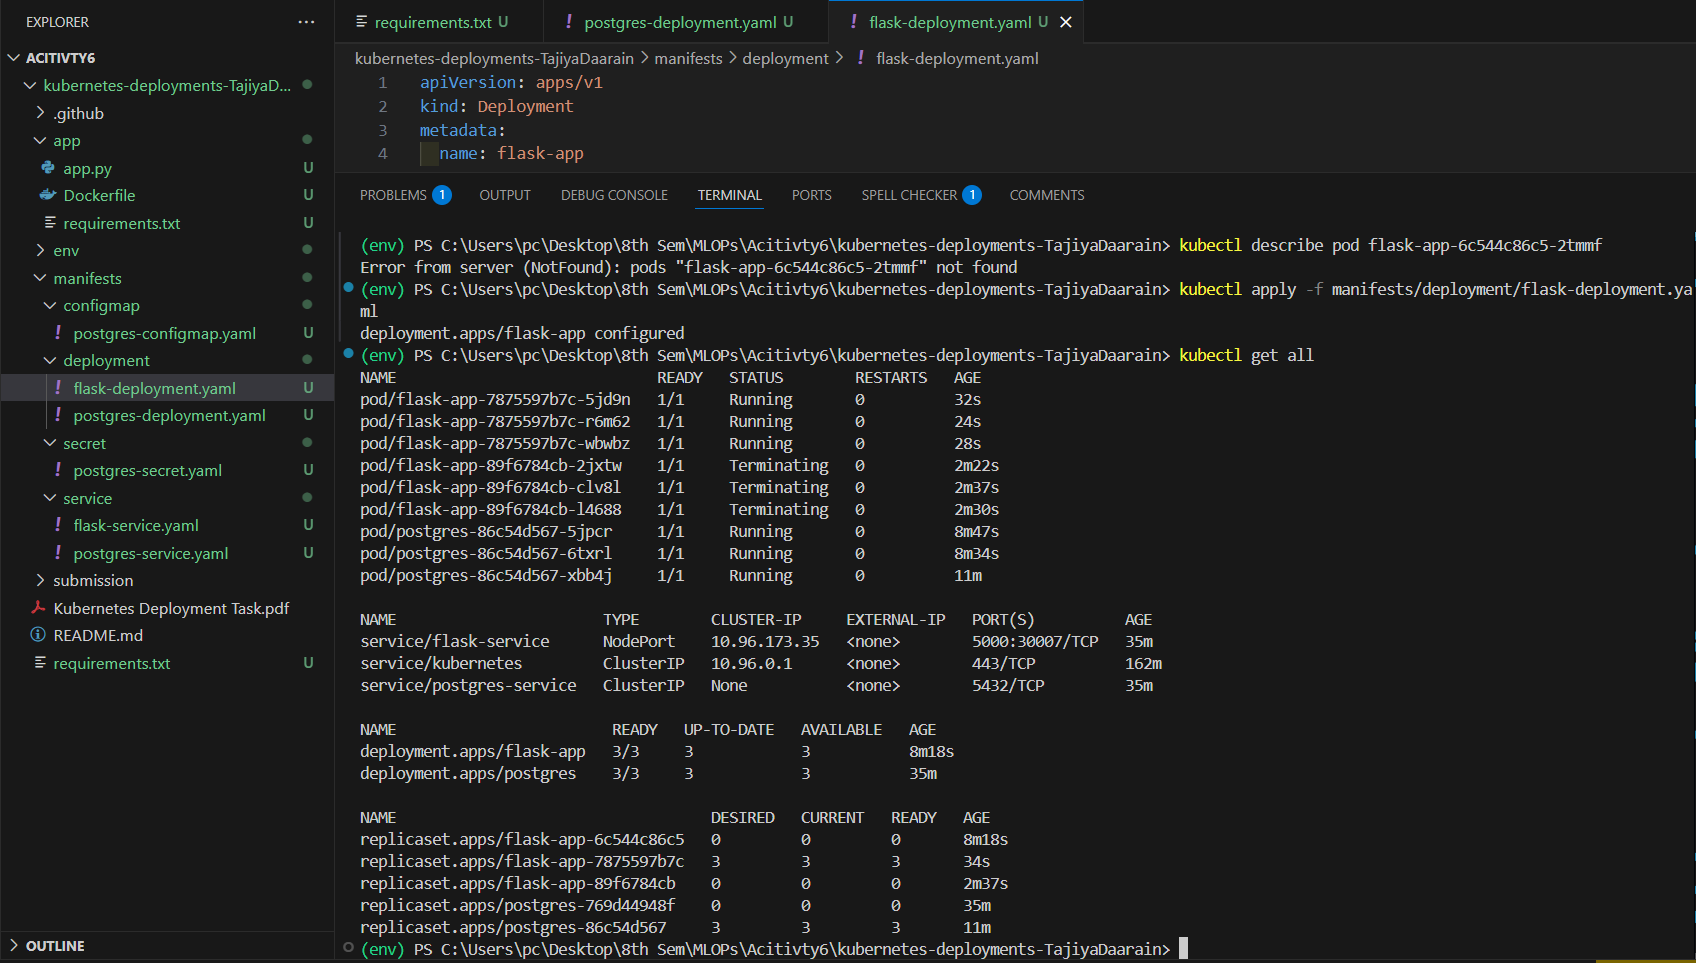 EXPLORER
ACITIVTY6
kubernetes-deployments-TajiyaD...
.github
app
app.py U
Dockerfile U
requirements.txt U
env
manifests
configmap
postgres-configmap.yaml U
deployment
flask-deployment.yaml U
postgres-deployment.yaml U
secret
postgres-secret.yaml U
service
flask-service.yaml U
postgres-service.yaml U
submission
Kubernetes Deployment Task.pdf
README.md
requirements.txt U
OUTLINE
requirements.txt U postgres-deployment.yaml U flask-deployment.yaml U
kubernetes-deployments-TajiyaDaarain > manifests > deployment > ! flask-deployment.yaml
1 apiVersion: apps/v1
2 kind: Deployment
3 metadata:
4 name: flask-app
PROBLEMS 1 OUTPUT DEBUG CONSOLE TERMINAL PORTS SPELL CHECKER 1 COMMENTS
(env) PS C:\Users\pc\Desktop\8th Sem\MLOPs\Acitivty6\kubernetes-deployments-TajiyaDaarain> kubectl describe pod flask-app-6c544c86c5-2tmmf
Error from server (NotFound): pods "flask-app-6c544c86c5-2tmmf" not found
(env) PS C:\Users\pc\Desktop\8th Sem\MLOPs\Acitivty6\kubernetes-deployments-TajiyaDaarain> kubectl apply -f manifests/deployment/flask-deployment.ya
ml
deployment.apps/flask-app configured
(env) PS C:\Users\pc\Desktop\8th Sem\MLOPs\Acitivty6\kubernetes-deployments-TajiyaDaarain> kubectl get all
NAME READY STATUS RESTARTS AGE
pod/flask-app-7875597b7c-5jd9n 1/1 Running 0 32s
pod/flask-app-7875597b7c-r6m62 1/1 Running 0 24s
pod/flask-app-7875597b7c-wbwbz 1/1 Running 0 28s
pod/flask-app-89f6784cb-2jxtw 1/1 Terminating 0 2m22s
pod/flask-app-89f6784cb-clv8l 1/1 Terminating 0 2m37s
pod/flask-app-89f6784cb-l4688 1/1 Terminating 0 2m30s
pod/postgres-86c54d567-5jpcr 1/1 Running 0 8m47s
pod/postgres-86c54d567-6txrl 1/1 Running 0 8m34s
pod/postgres-86c54d567-xbb4j 1/1 Running 0 11m
NAME TYPE CLUSTER-IP EXTERNAL-IP PORT(S) AGE
service/flask-service NodePort 10.96.173.35 <none> 5000:30007/TCP 35m
service/kubernetes ClusterIP 10.96.0.1 <none> 443/TCP 162m
service/postgres-service ClusterIP None <none> 5432/TCP 35m
NAME READY UP-TO-DATE AVAILABLE AGE
deployment.apps/flask-app 3/3 3 3 8m18s
deployment.apps/postgres 3/3 3 3 35m
NAME DESIRED CURRENT READY AGE
replicaset.apps/flask-app-6c544c86c5 0 0 0 8m18s
replicaset.apps/flask-app-7875597b7c 3 3 3 34s
replicaset.apps/flask-app-89f6784cb 0 0 0 2m37s
replicaset.apps/postgres-769d44948f 0 0 0 35m
replicaset.apps/postgres-86c54d567 3 3 3 11m
(env) PS C:\Users\pc\Desktop\8th Sem\MLOPs\Acitivty6\kubernetes-deployments-TajiyaDaarain>